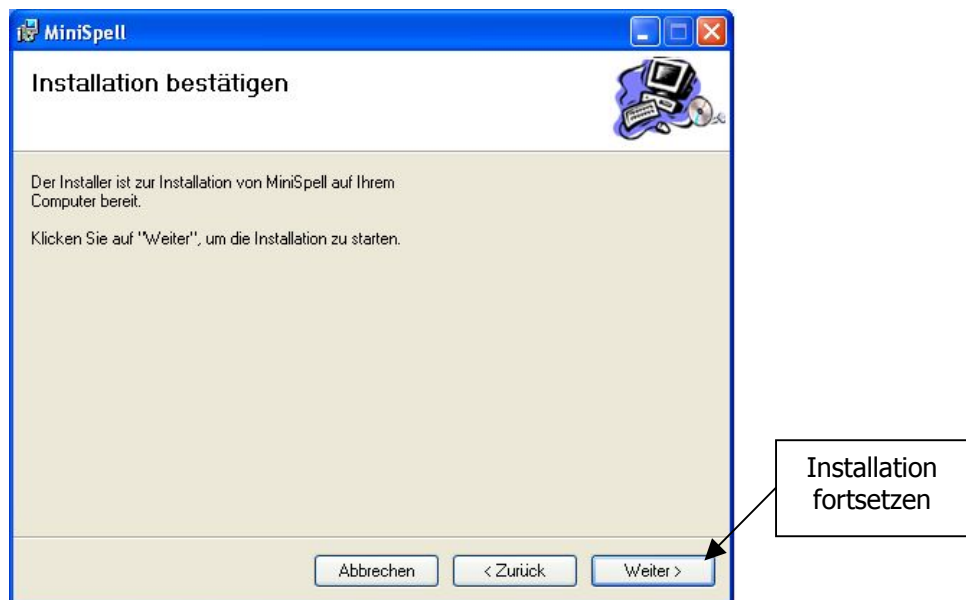 MiniSpell
Installation bestätigen
Der Installer ist zur Installation von MiniSpell auf Ihrem
Computer bereit.
Klicken Sie auf "Weiter", um die Installation zu starten.
Installation
fortsetzen
Abbrechen < Zurück Weiter >